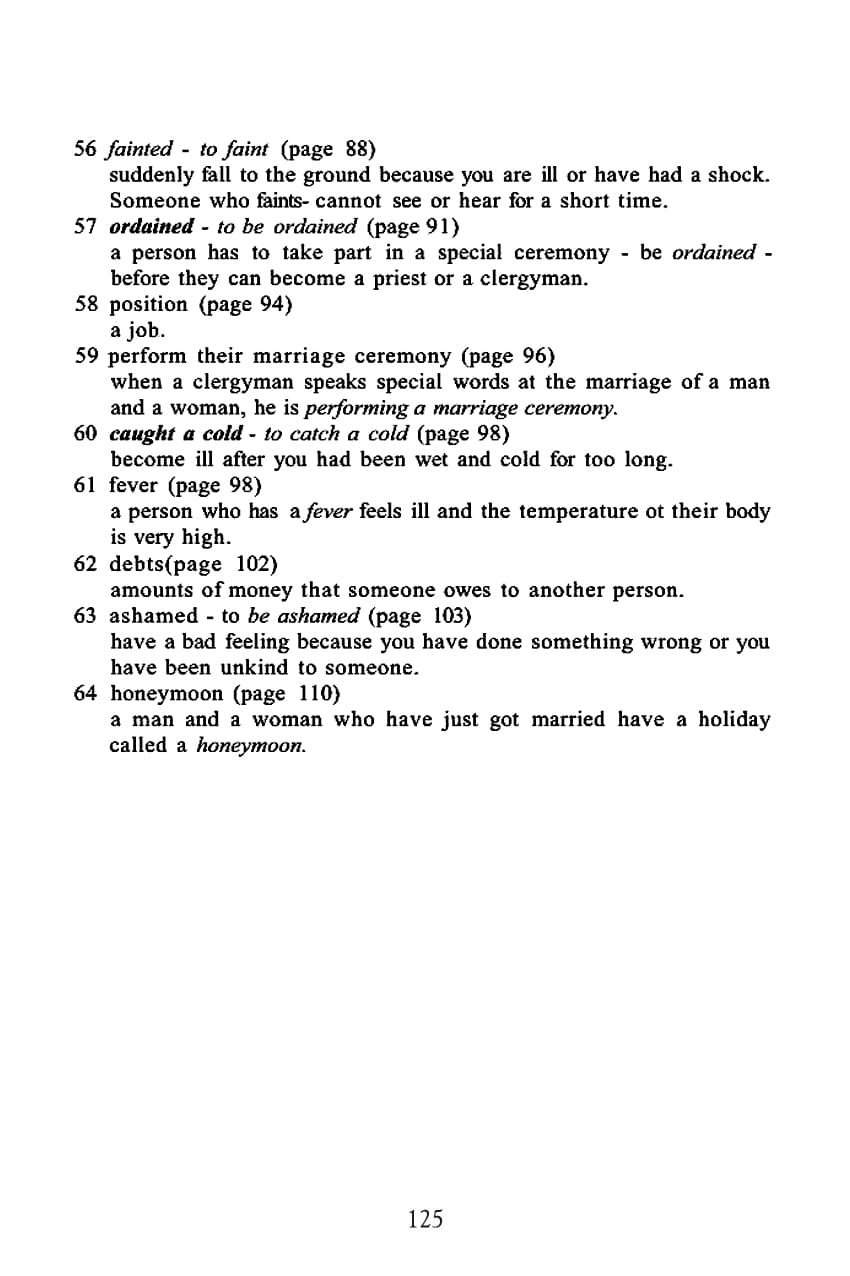 56 fainted - to faint (page 88)
suddenly fall to the ground because you are ill or have had a shock.
Someone who faints- cannot see or hear for a short time.
57 ordained - to be ordained (page 91)
a person has to take part in a special ceremony - be ordained -
before they can become a priest or a clergyman.
58 position (page 94)
a job.
59 perform their marriage ceremony (page 96)
when a clergyman speaks special words at the marriage of a man
and a woman, he is performing a marriage ceremony.
60 caught a cold - to catch a cold (page 98)
become ill after you had been wet and cold for too long.
61 fever (page 98)
a person who has a fever feels ill and the temperature ot their body
is very high.
62 debts(page 102)
amounts of money that someone owes to another person.
63 ashamed - to be ashamed (page 103)
have a bad feeling because you have done something wrong or you
have been unkind to someone.
64 honeymoon (page 110)
a man and a woman who have just got married have a holiday
called a honeymoon.
125